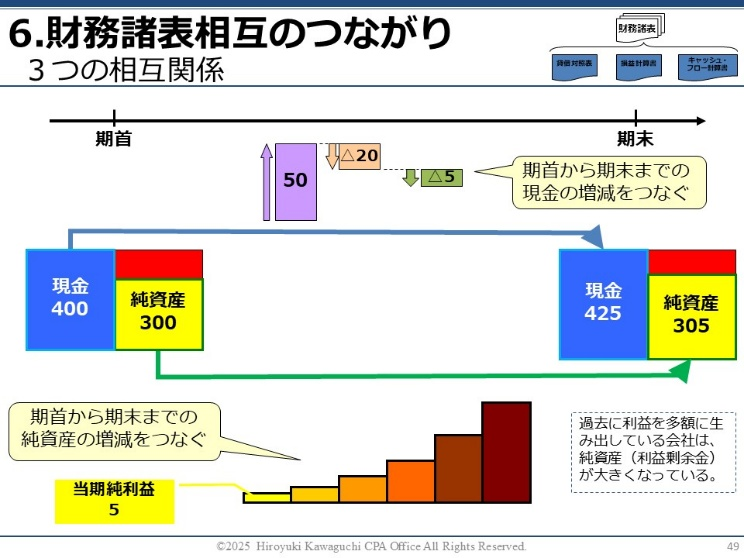 6.財務諸表相互のつながり
３つの相互関係
財務諸表
貸借対照表
損益計算書
キャッシュ・
フロー計算書
期首
期末
50
△20
△5
期首から期末までの
現金の増減をつなぐ
現金
400
純資産
300
現金
425
純資産
305
期首から期末までの
純資産の増減をつなぐ
当期純利益
5
過去に利益を多額に生
み出している会社は、
純資産（利益剰余金）
が大きくなっている。
©2025 Hiroyuki Kawaguchi CPA Office All Rights Reserved.
49